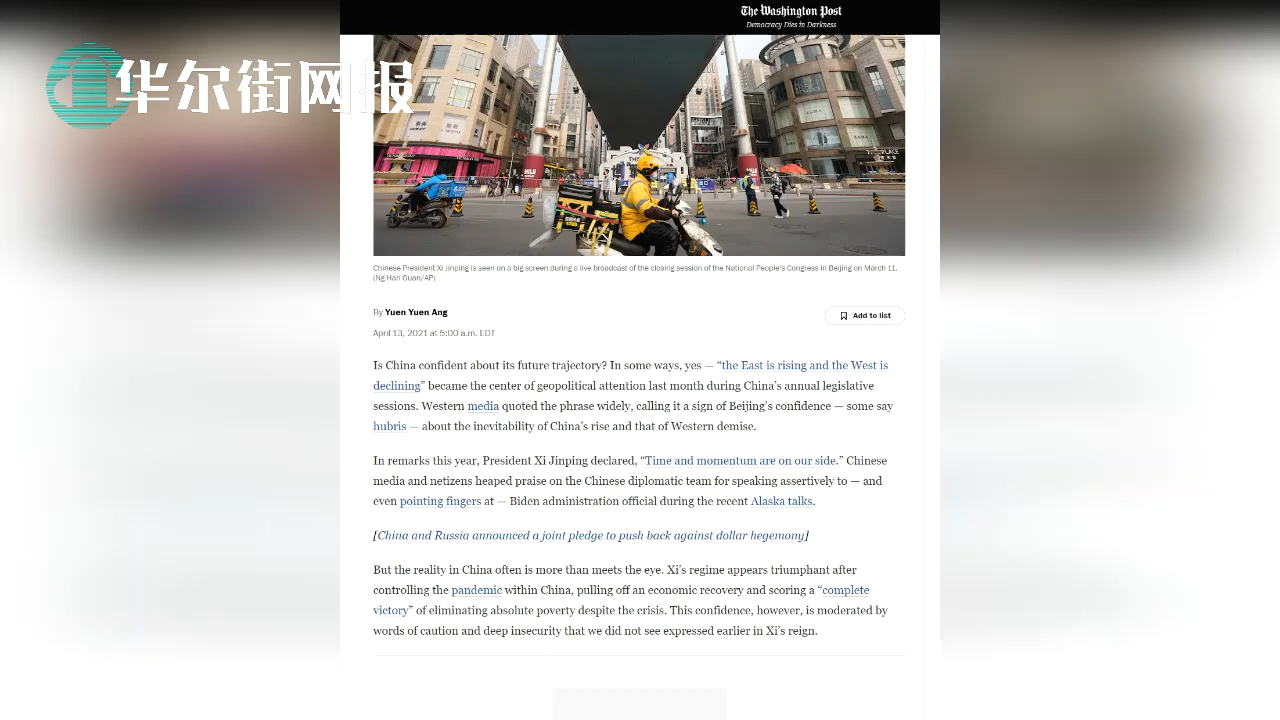 The Washington Post
Democracy Dies in Darkness
华尔街网报
ZARA
Chinese President Xi Jinping is seen on a big screen during a live broadcast of the closing session of the National People's Congress in Beijing on March 11.
(Ng Han Guan/AP)
By Yuen Yuen Ang
Add to list
April 13, 2021 at 5:00 a.m. EDT
Is China confident about its future trajectory? In some ways, yes — “the East is rising and the West is
declining” became the center of geopolitical attention last month during China’s annual legislative
sessions. Western media quoted the phrase widely, calling it a sign of Beijing’s confidence — some say
hubris — about the inevitability of China’s rise and that of Western demise.
In remarks this year, President Xi Jinping declared, “Time and momentum are on our side.” Chinese
media and netizens heaped praise on the Chinese diplomatic team for speaking assertively to — and
even pointing fingers at — Biden administration official during the recent Alaska talks.
[China and Russia announced a joint pledge to push back against dollar hegemony]
But the reality in China often is more than meets the eye. Xi’s regime appears triumphant after
controlling the pandemic within China, pulling off an economic recovery and scoring a “complete
victory” of eliminating absolute poverty despite the crisis. This confidence, however, is moderated by
words of caution and deep insecurity that we did not see expressed earlier in Xi’s reign.